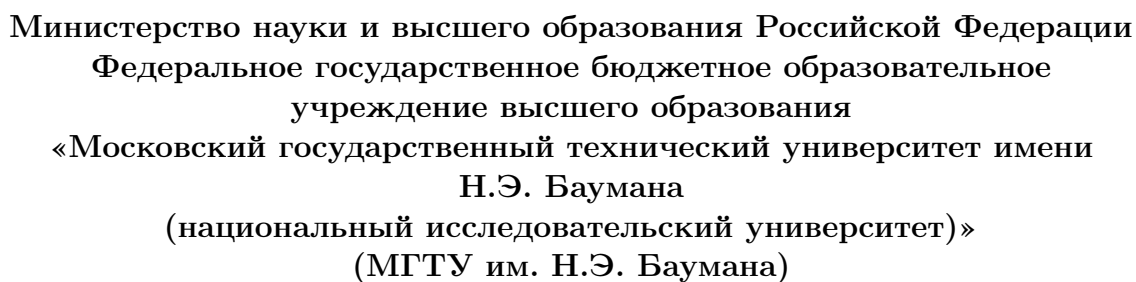 Министерство науки и высшего образования Российской Федерации
Федеральное государственное бюджетное образовательное
учреждение высшего образования
«Московский государственный технический университет имени
Н.Э. Баумана
(национальный исследовательский университет)»
(МГТУ им. Н.Э. Баумана)